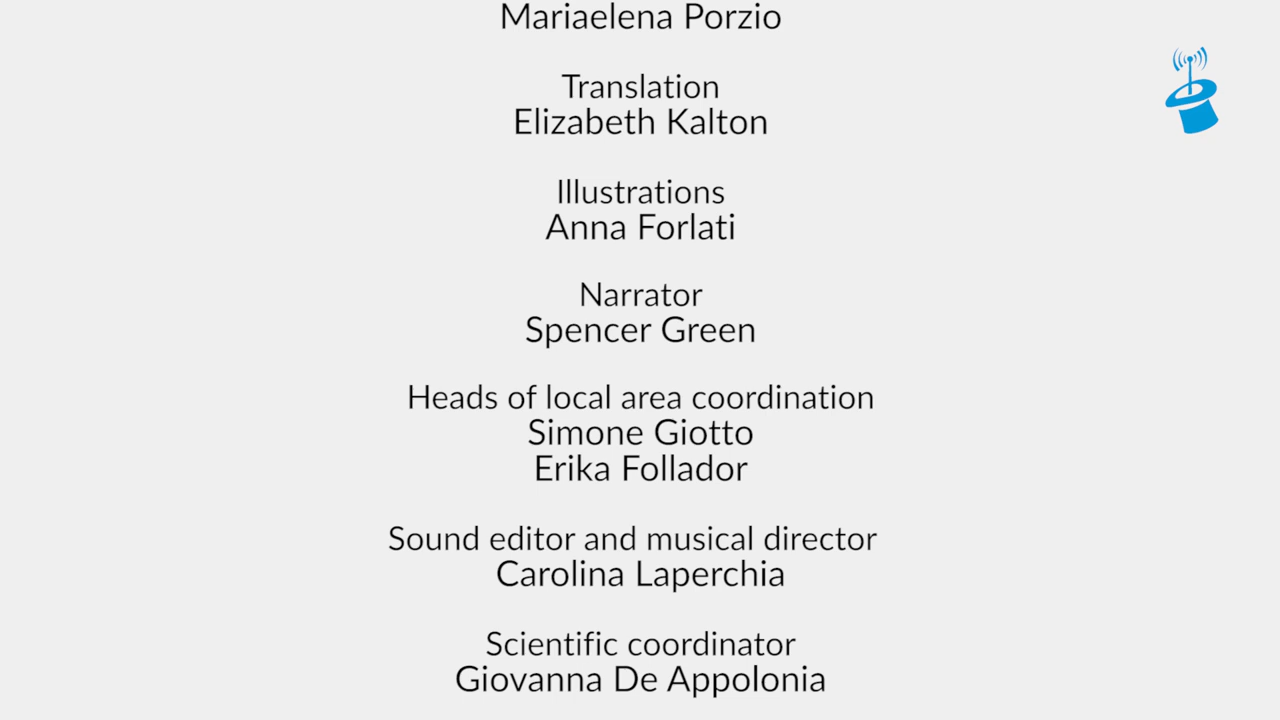 Mariaelena Porzio
Translation
Elizabeth Kalton
Illustrations
Anna Forlati
Narrator
Spencer Green
Heads of local area coordination
Simone Giotto
Erika Follador
Sound editor and musical director
Carolina Laperchia
Scientific coordinator
Giovanna De Appolonia